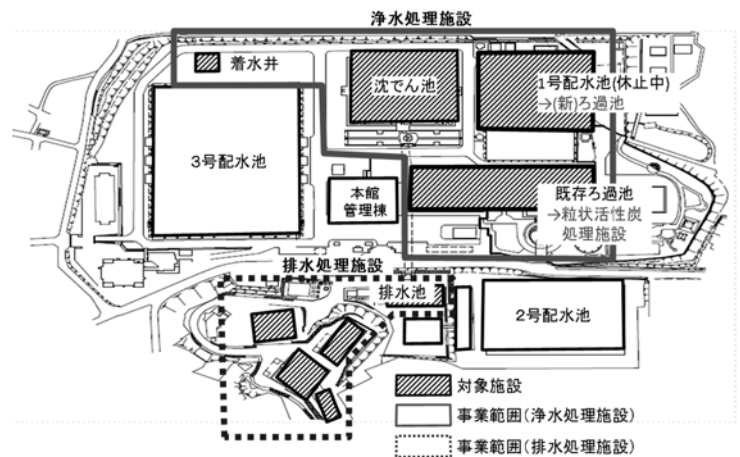 浄水処理施設
着水井
沈でん池
1号配水池(休止中)
→(新)ろ過池
3号配水池
本館
管理棟
既存ろ過池
→粒状活性炭
処理施設
排水処理施設
排水池
2号配水池
対象施設
事業範囲(浄水処理施設)
事業範囲(排水処理施設)